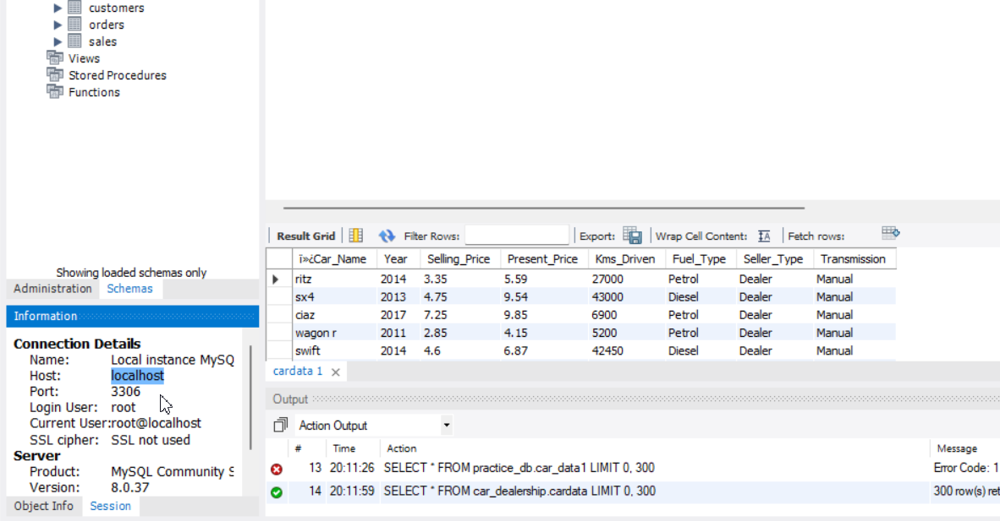 customers
orders
sales
Views
Stored Procedures
Functions
Showing loaded schemas only
Administration Schemas
Information
Connection Details
Name: Local instance MySQ
Host: localhost
Port: 3306
Login User: root
Current User:root@localhost
SSL cipher: SSL not used
Server
Product: MySQL Community S
Version: 8.0.37
Object Info Session
Result Grid Filter Rows: Export: Wrap Cell Content: IA Fetch rows:
ï»¿Car_Name Year Selling_Price Present_Price Kms_Driven Fuel_Type Seller_Type Transmission
ritz 2014 3.35 5.59 27000 Petrol Dealer Manual
sx4 2013 4.75 9.54 43000 Diesel Dealer Manual
ciaz 2017 7.25 9.85 6900 Petrol Dealer Manual
wagon r 2011 2.85 4.15 5200 Petrol Dealer Manual
swift 2014 4.6 6.87 42450 Diesel Dealer Manual
cardata 1
Output
Action Output
# Time Action Message
13 20:11:26 SELECT * FROM practice_db.car_data1 LIMIT 0, 300 Error Code: 1
14 20:11:59 SELECT * FROM car_dealership.cardata LIMIT 0, 300 300 row(s) ret